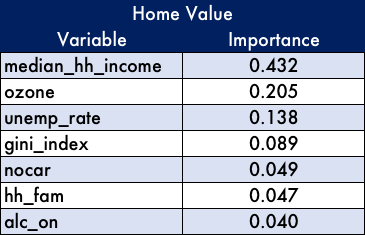 Home Value
Variable Importance
median_hh_income 0.432
ozone 0.205
unemp_rate 0.138
gini_index 0.089
nocar 0.049
hh_fam 0.047
alc_on 0.040